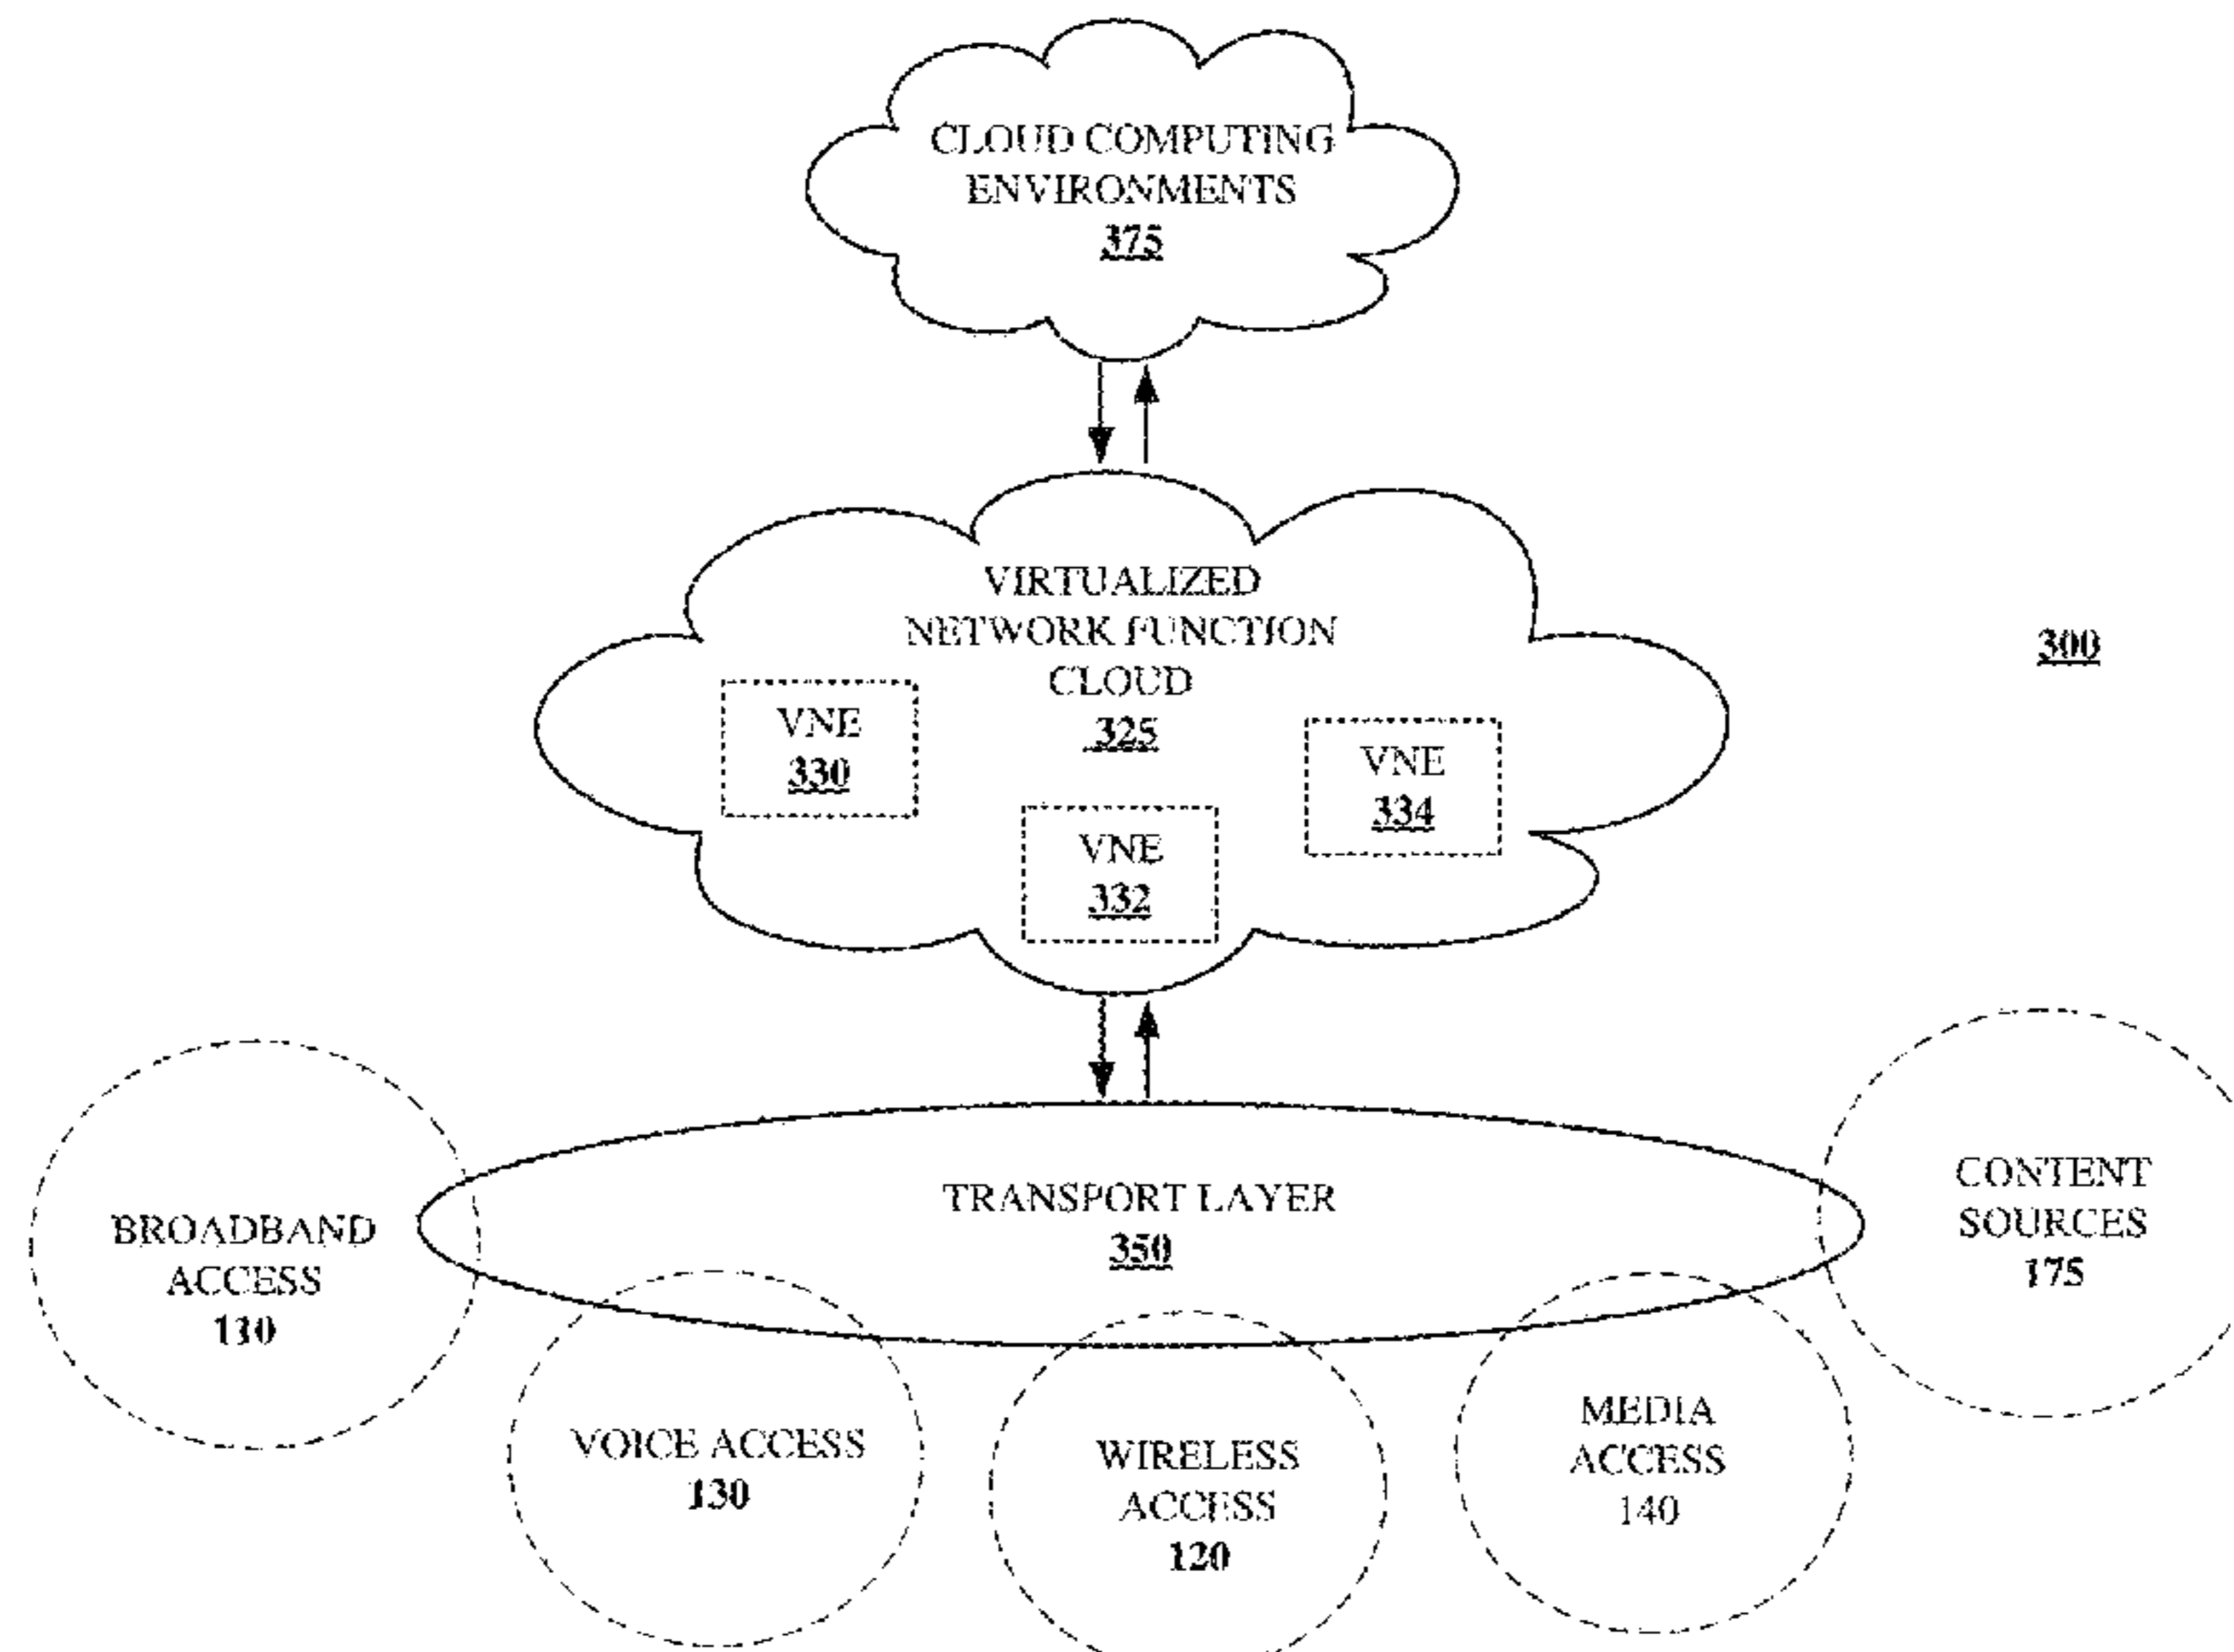 CLOUD COMPUTING
ENVIRONMENTS
375
VIRTUALIZED
NETWORK FUNCTION
CLOUD
325
VNE
330
VNE
332
VNE
334
300
TRANSPORT LAYER
350
BROADBAND
ACCESS
110
VOICE ACCESS
130
WIRELESS
ACCESS
120
MEDIA
ACCESS
140
CONTENT
SOURCES
175